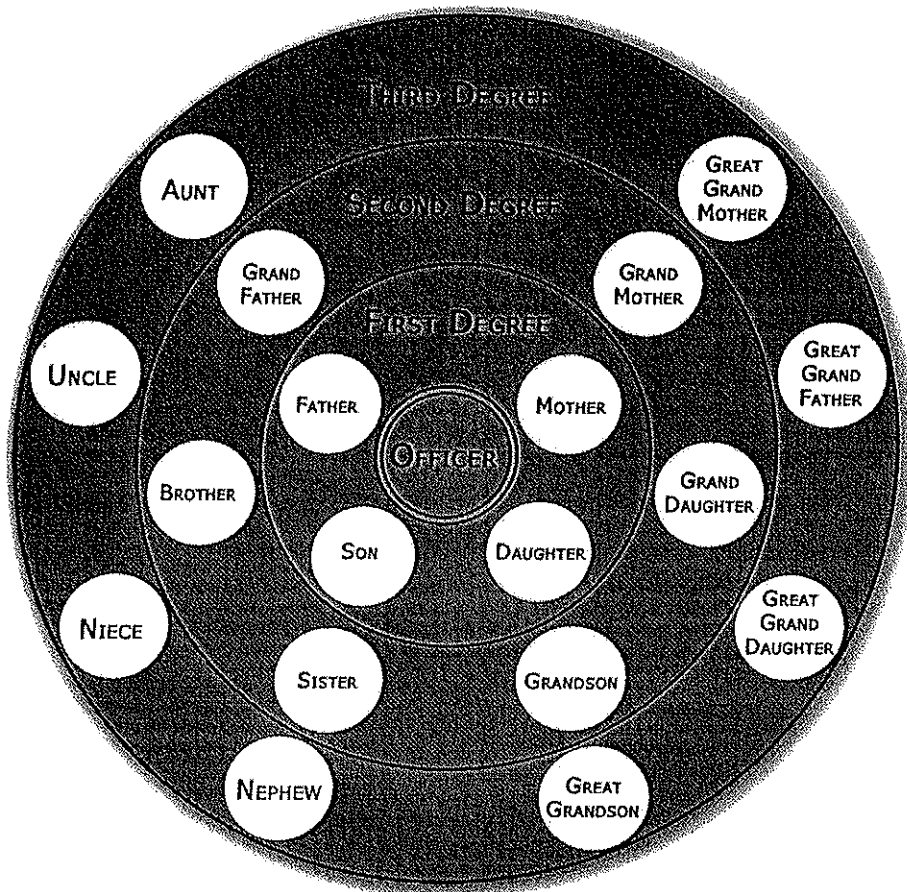 THIRD DEGREE
AUNT
GREAT
GRAND
MOTHER
SECOND DEGREE
GRAND
FATHER
GRAND
MOTHER
FIRST DEGREE
UNCLE
GREAT
GRAND
FATHER
FATHER
MOTHER
OFFICER
BROTHER
GRAND
DAUGHTER
SON
DAUGHTER
NIECE
GREAT
GRAND
DAUGHTER
SISTER
GRANDSON
NEPHEW
GREAT
GRANDSON